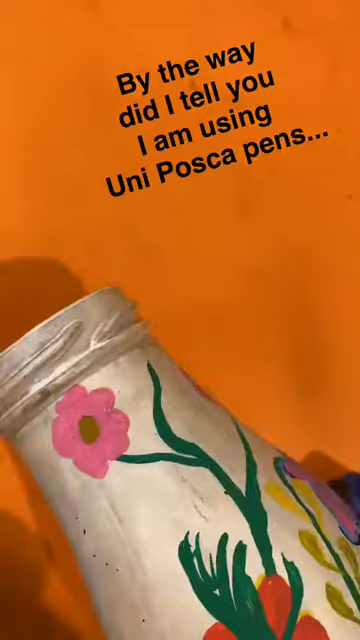 By the way
did I tell you
I am using
Uni Posca pens...